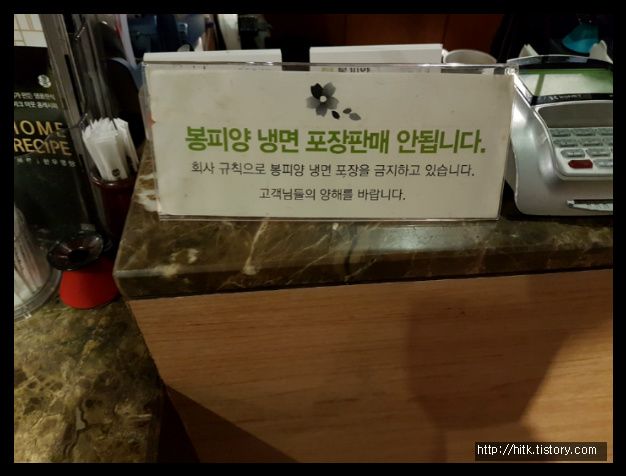 봉피양 냉면 포장판매 안됩니다.
회사 규칙으로 봉피양 냉면 포장을 금지하고 있습니다.
고객님들의 양해를 바랍니다.
HOME
RECIPE
http://hitk.tistory.com